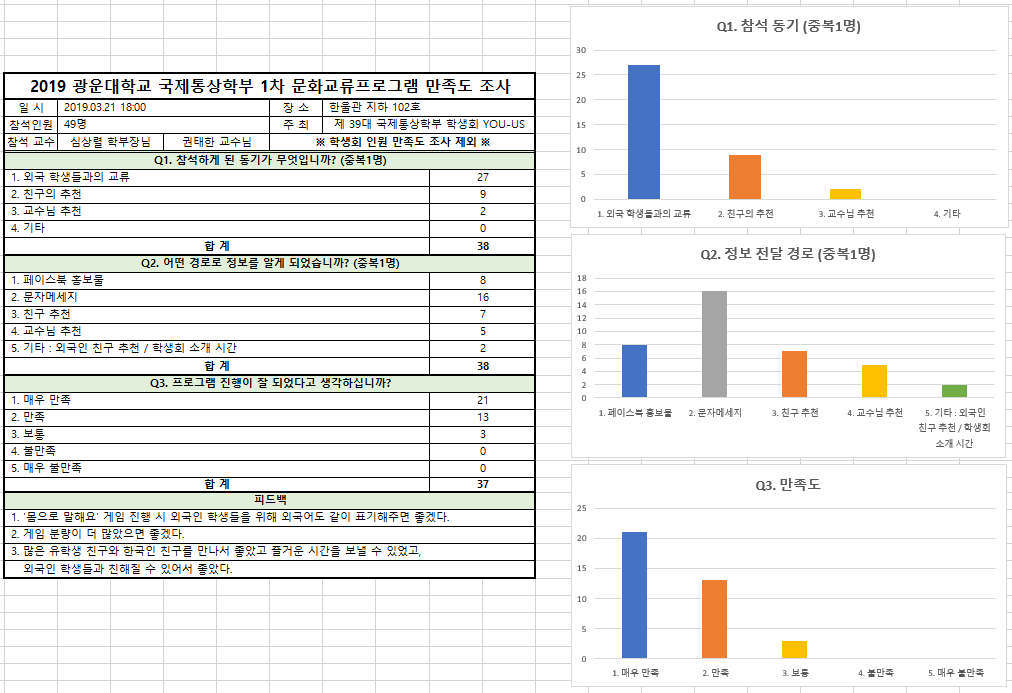 2019 광운대학교 국제통상학부 1차 문화교류프로그램 만족도 조사
일 시 2019.03.21 18:00 장 소 한울관 지하 102호
참석인원 49명 주 최 제 39대 국제통상학부 학생회 YOU-US
참석 교수 심상렬 학부장님 권태한 교수님 ※ 학생회 인원 만족도 조사 제외 ※
Q1. 참석하게 된 동기가 무엇입니까? (중복1명)
1. 외국 학생들과의 교류 27
2. 친구의 추천 9
3. 교수님 추천 2
4. 기타 0
합 계 38
Q2. 어떤 경로로 정보를 알게 되었습니까? (중복1명)
1. 페이스북 홍보물 8
2. 문자메세지 16
3. 친구 추천 7
4. 교수님 추천 5
5. 기타 : 외국인 친구 추천 / 학생회 소개 시간 2
합 계 38
Q3. 프로그램 진행이 잘 되었다고 생각하십니까?
1. 매우 만족 21
2. 만족 13
3. 보통 3
4. 불만족 0
5. 매우 불만족 0
합 계 37
피드백
1. '몸으로 말해요' 게임 진행 시 외국인 학생들을 위해 외국어도 같이 표기해주면 좋겠다.
2. 게임 분량이 더 많았으면 좋겠다.
3. 많은 유학생 친구와 한국인 친구를 만나서 좋았고 즐거운 시간을 보낼 수 있었고,
외국인 학생들과 친해질 수 있어서 좋았다.
Q1. 참석 동기 (중복1명)
30
25
20
15
10
5
0
1. 외국 학생들과의 교류 2. 친구의 추천 3. 교수님 추천 4. 기타
Q2. 정보 전달 경로 (중복1명)
18
16
14
12
10
8
6
4
2
0
1. 페이스북 홍보물 2. 문자메세지 3. 친구 추천 4. 교수님 추천 5. 기타 : 외국인
친구 추천 / 학생회
소개 시간
Q3. 만족도
25
20
15
10
5
0
1. 매우 만족 2. 만족 3. 보통 4. 불만족 5. 매우 불만족